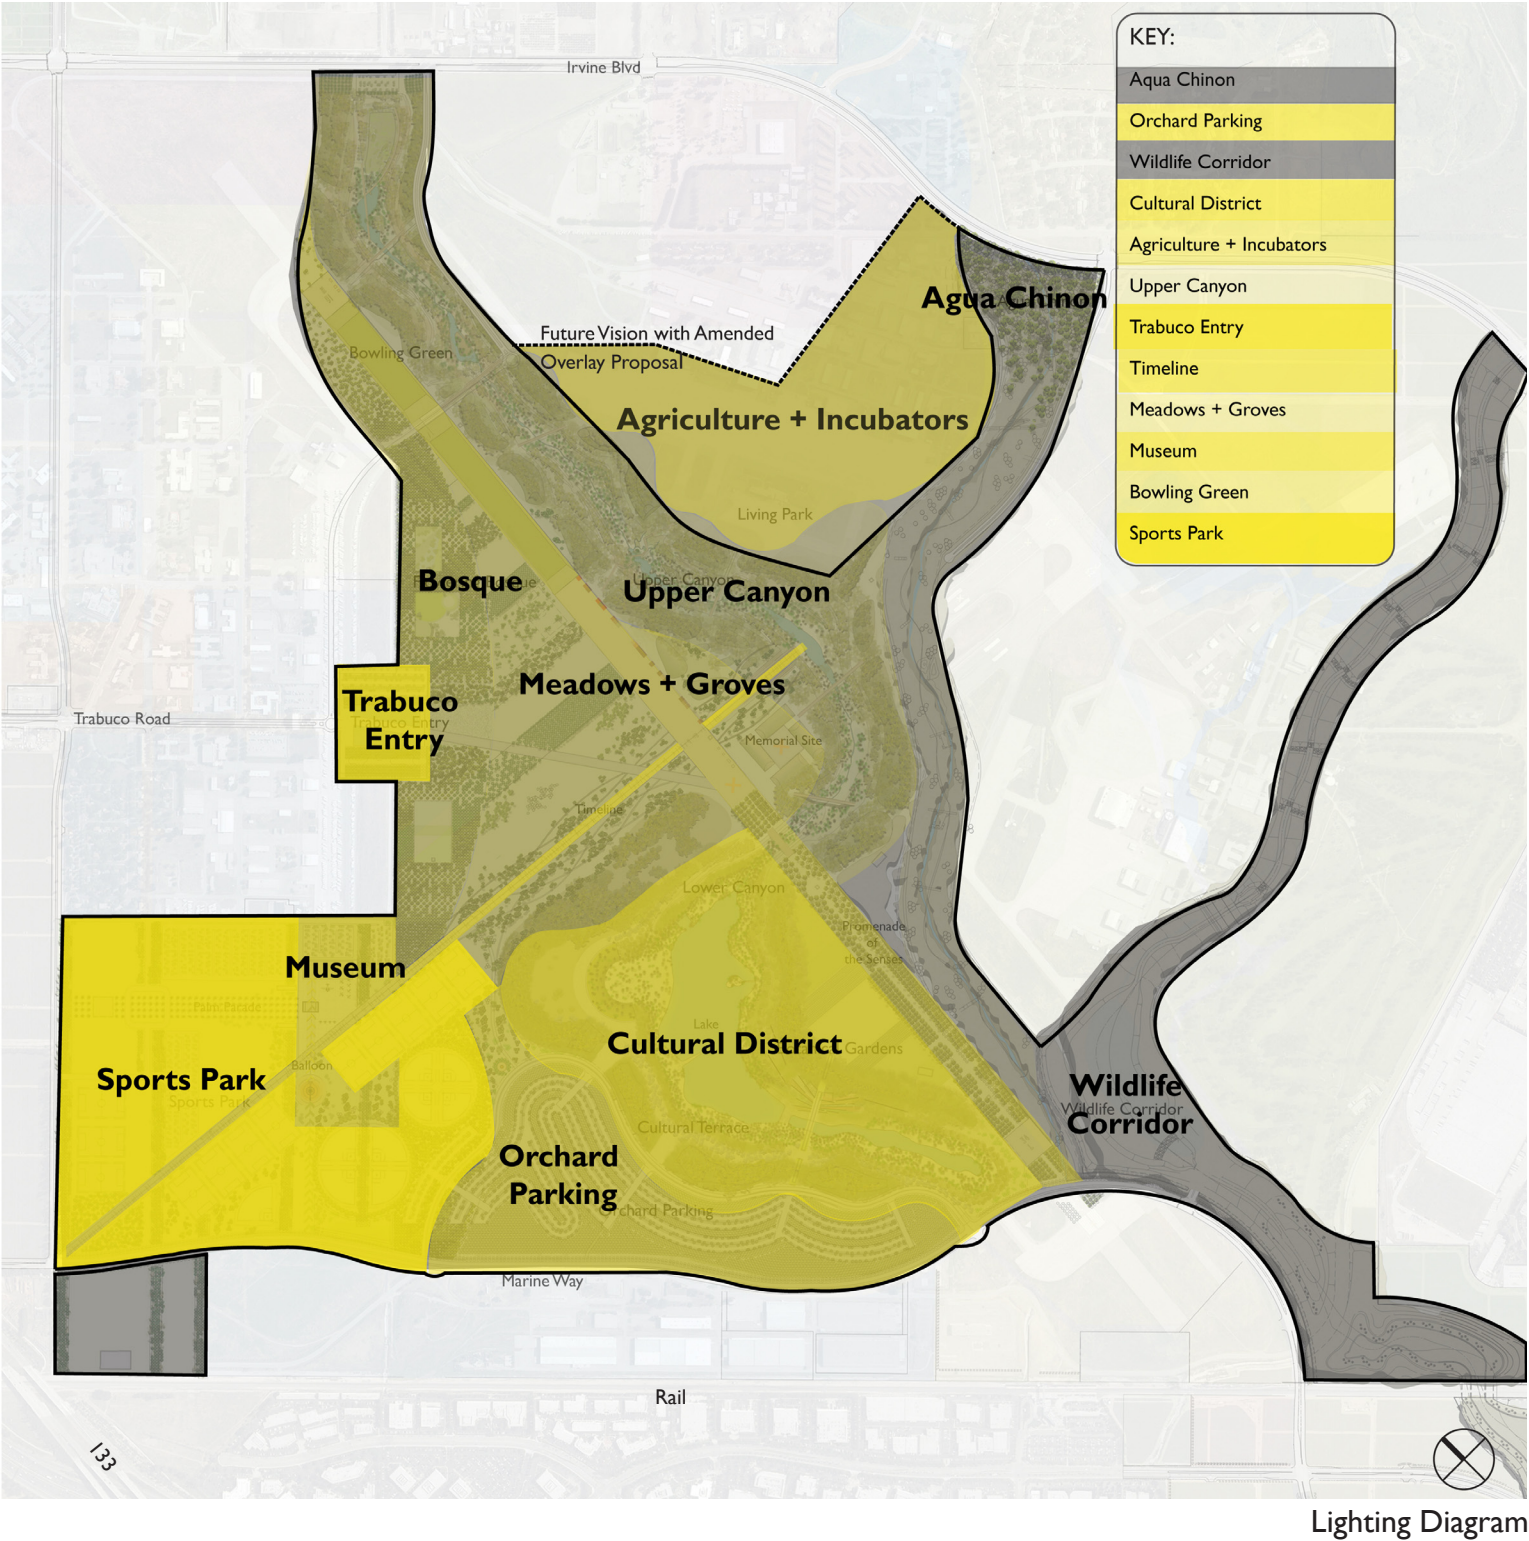 Irvine Blvd
KEY:
Aqua Chinon
Orchard Parking
Wildlife Corridor
Cultural District
Agriculture + Incubators
Upper Canyon
Trabuco Entry
Timeline
Meadows + Groves
Museum
Bowling Green
Sports Park
Agua Chinon
Future Vision with Amended
Overlay Proposal
Bowling Green
Agriculture + Incubators
Living Park
Bosque
Upper Canyon
Upper Canyon
Meadows + Groves
Trabuco
Entry
Trabuco Entry
Trabuco Road
Memorial Site
Timeline
Lower Canyon
Promenade
of
the Senses
Museum
Lake
Cultural District
Gardens
Balloon
Sports Park
Sports Park
Wildlife
Corridor
Wildlife Corridor
Cultural Terrace
Orchard
Parking
Orchard Parking
Marine Way
Rail
133
Lighting Diagram